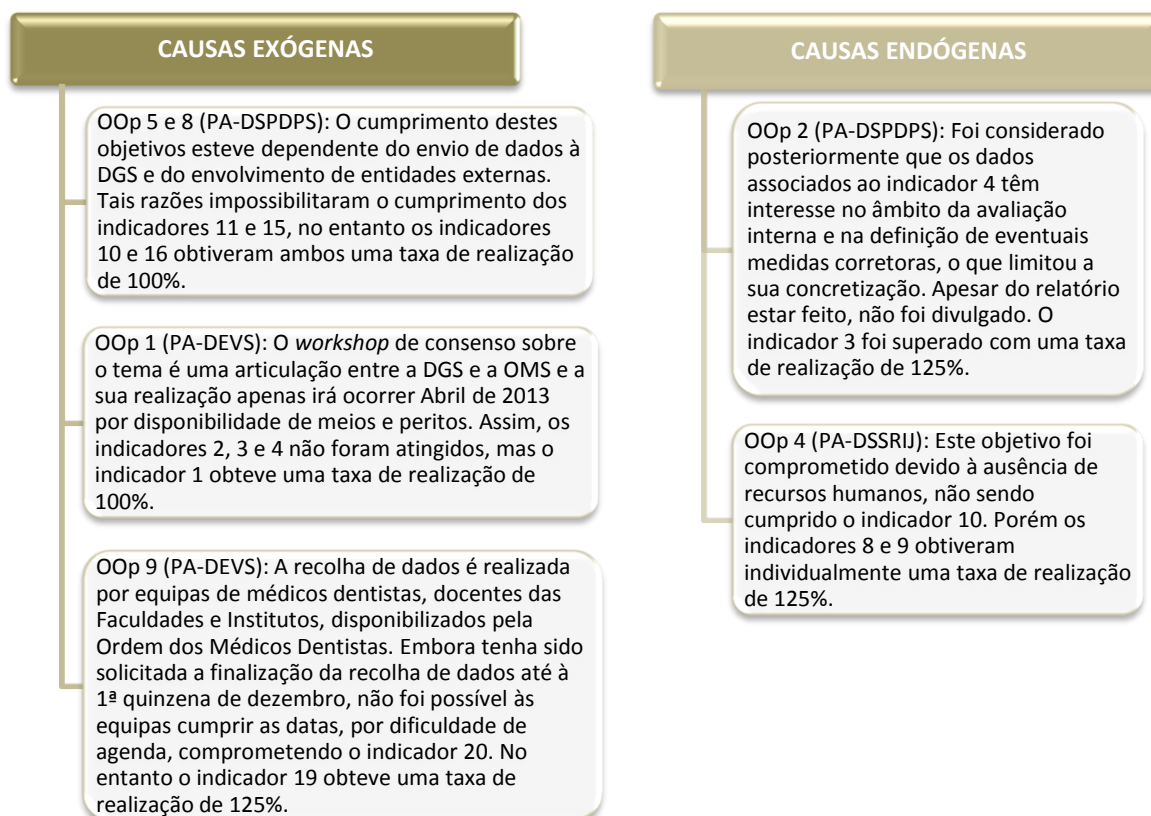 CAUSAS EXÓGENAS
OOp 5 e 8 (PA-DSPDPS): O cumprimento destes
objetivos esteve dependente do envio de dados à
DGS e do envolvimento de entidades externas.
Tais razões impossibilitaram o cumprimento dos
indicadores 11 e 15, no entanto os indicadores
10 e 16 obtiveram ambos uma taxa de realização
de 100%.
OOp 1 (PA-DEVS): O workshop de consenso sobre
o tema é uma articulação entre a DGS e a OMS e a
sua realização apenas irá ocorrer Abril de 2013
por disponibilidade de meios e peritos. Assim, os
indicadores 2, 3 e 4 não foram atingidos, mas o
indicador 1 obteve uma taxa de realização de
100%.
OOp 9 (PA-DEVS): A recolha de dados é realizada
por equipas de médicos dentistas, docentes das
Faculdades e Institutos, disponibilizados pela
Ordem dos Médicos Dentistas. Embora tenha sido
solicitada a finalização da recolha de dados até à
1ª quinzena de dezembro, não foi possível às
equipas cumprir as datas, por dificuldade de
agenda, comprometendo o indicador 20. No
entanto o indicador 19 obteve uma taxa de
realização de 125%.
CAUSAS ENDÓGENAS
OOp 2 (PA-DSPDPS): Foi considerado
posteriormente que os dados
associados ao indicador 4 têm
interesse no âmbito da avaliação
interna e na definição de eventuais
medidas corretoras, o que limitou a
sua concretização. Apesar do relatório
estar feito, não foi divulgado. O
indicador 3 foi superado com uma taxa
de realização de 125%.
OOp 4 (PA-DSSRIJ): Este objetivo foi
comprometido devido à ausência de
recursos humanos, não sendo
cumprido o indicador 10. Porém os
indicadores 8 e 9 obtiveram
individualmente uma taxa de realização
de 125%.